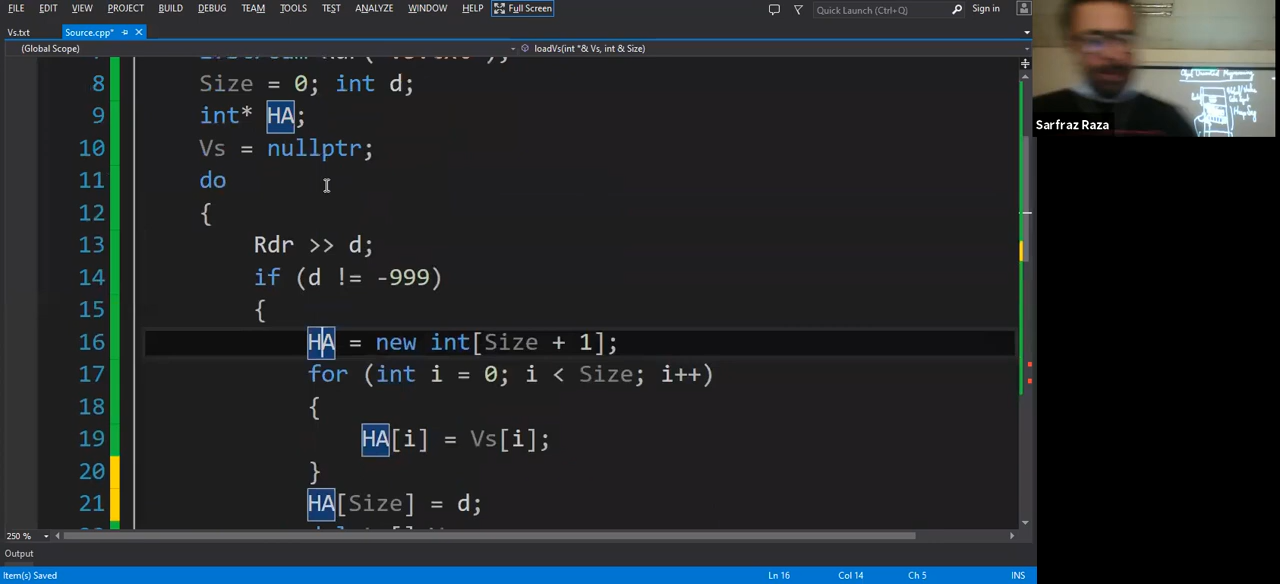 FILE EDIT VIEW PROJECT BUILD DEBUG TEAM TOOLS TEST ANALYZE WINDOW HELP Full Screen Quick Launch (Ctrl+Q) Sign in
Vs.txt Source.cpp*
(Global Scope) loadVs(int *& Vs, int & Size)
8 Size = 0; int d;
9 int* HA;
10 Vs = nullptr;
11 do
12 {
13 Rdr >> d;
14 if (d != -999)
15 {
16 HA = new int[Size + 1];
17 for (int i = 0; i < Size; i++)
18 {
19 HA[i] = Vs[i];
20 }
21 HA[Size] = d;
250 %
Output
Item(s) Saved Ln 16 Col 14 Ch 5 INS
Sarfraz Raza